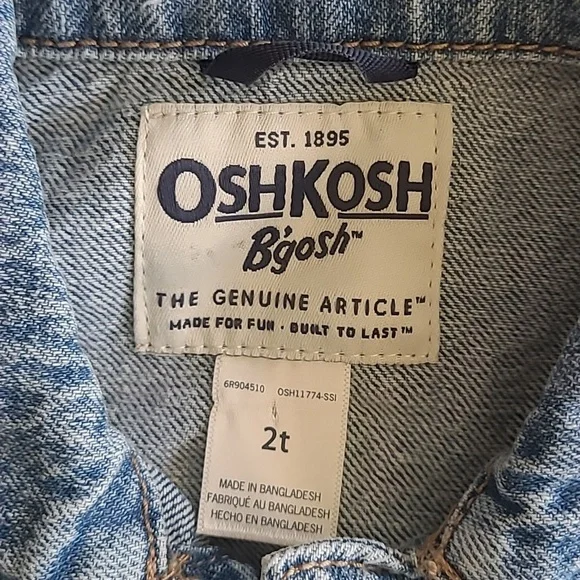 EST. 1895
OSHKOSH
B'gosh™
THE GENUINE ARTICLE™
MADE FOR FUN · BUILT TO LAST™
6R904510 OSH11774-SSI
2t
MADE IN BANGLADESH
FABRIQUÉ AU BANGLADESH
HECHO EN BANGLADESH